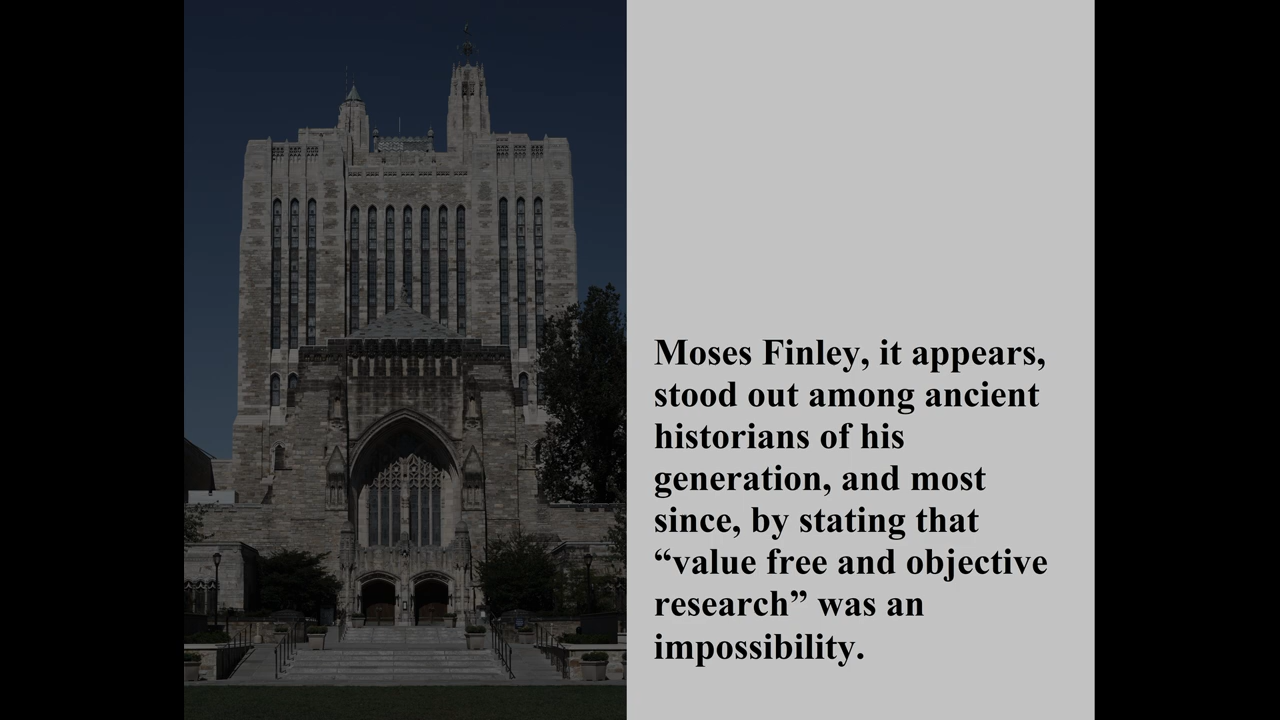 Moses Finley, it appears,
stood out among ancient
historians of his
generation, and most
since, by stating that
“value free and objective
research” was an
impossibility.